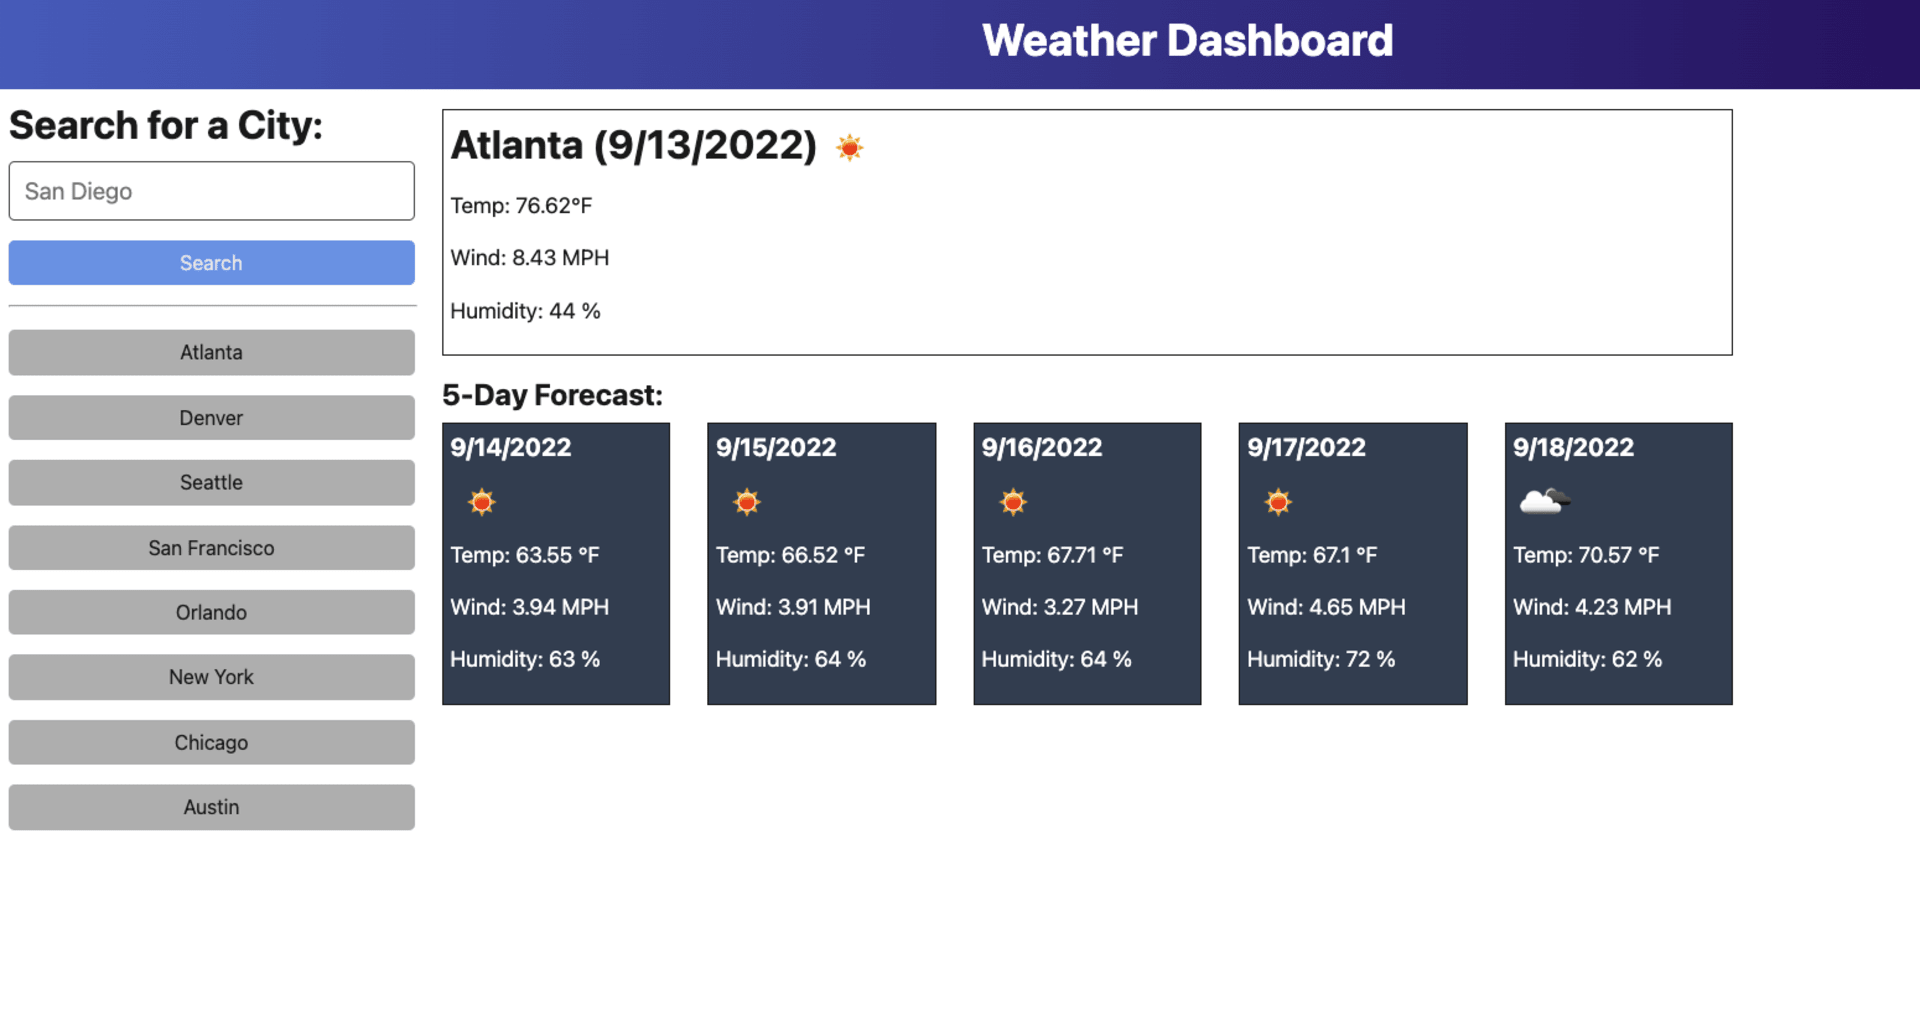 Weather Dashboard
Search for a City:
San Diego
Search
Atlanta
Denver
Seattle
San Francisco
Orlando
New York
Chicago
Austin
Atlanta (9/13/2022)
Temp: 76.62°F
Wind: 8.43 MPH
Humidity: 44 %
5-Day Forecast:
9/14/2022
Temp: 63.55 °F
Wind: 3.94 MPH
Humidity: 63 %
9/15/2022
Temp: 66.52 °F
Wind: 3.91 MPH
Humidity: 64 %
9/16/2022
Temp: 67.71 °F
Wind: 3.27 MPH
Humidity: 64 %
9/17/2022
Temp: 67.1 °F
Wind: 4.65 MPH
Humidity: 72 %
9/18/2022
Temp: 70.57 °F
Wind: 4.23 MPH
Humidity: 62 %